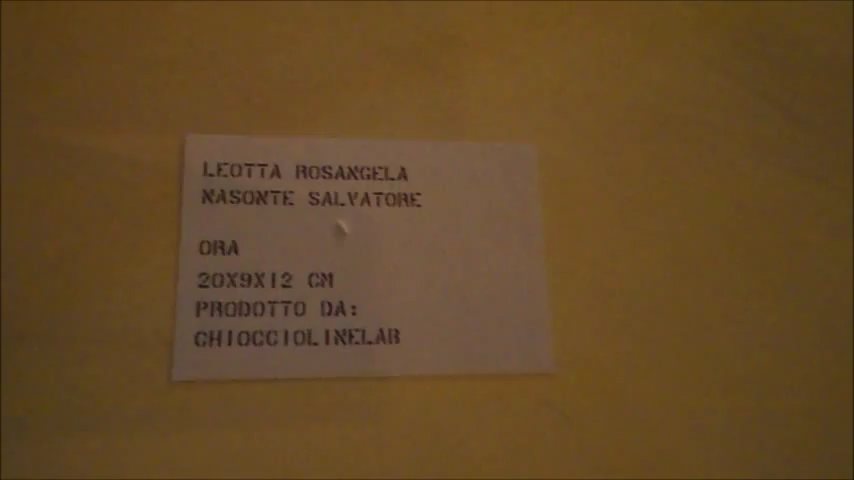 LEOTTA ROSANGELA
NASONTE SALVATORE
ORA
20X9X12 CM
PRODOTTO DA:
CHIOCCIOLINELAB